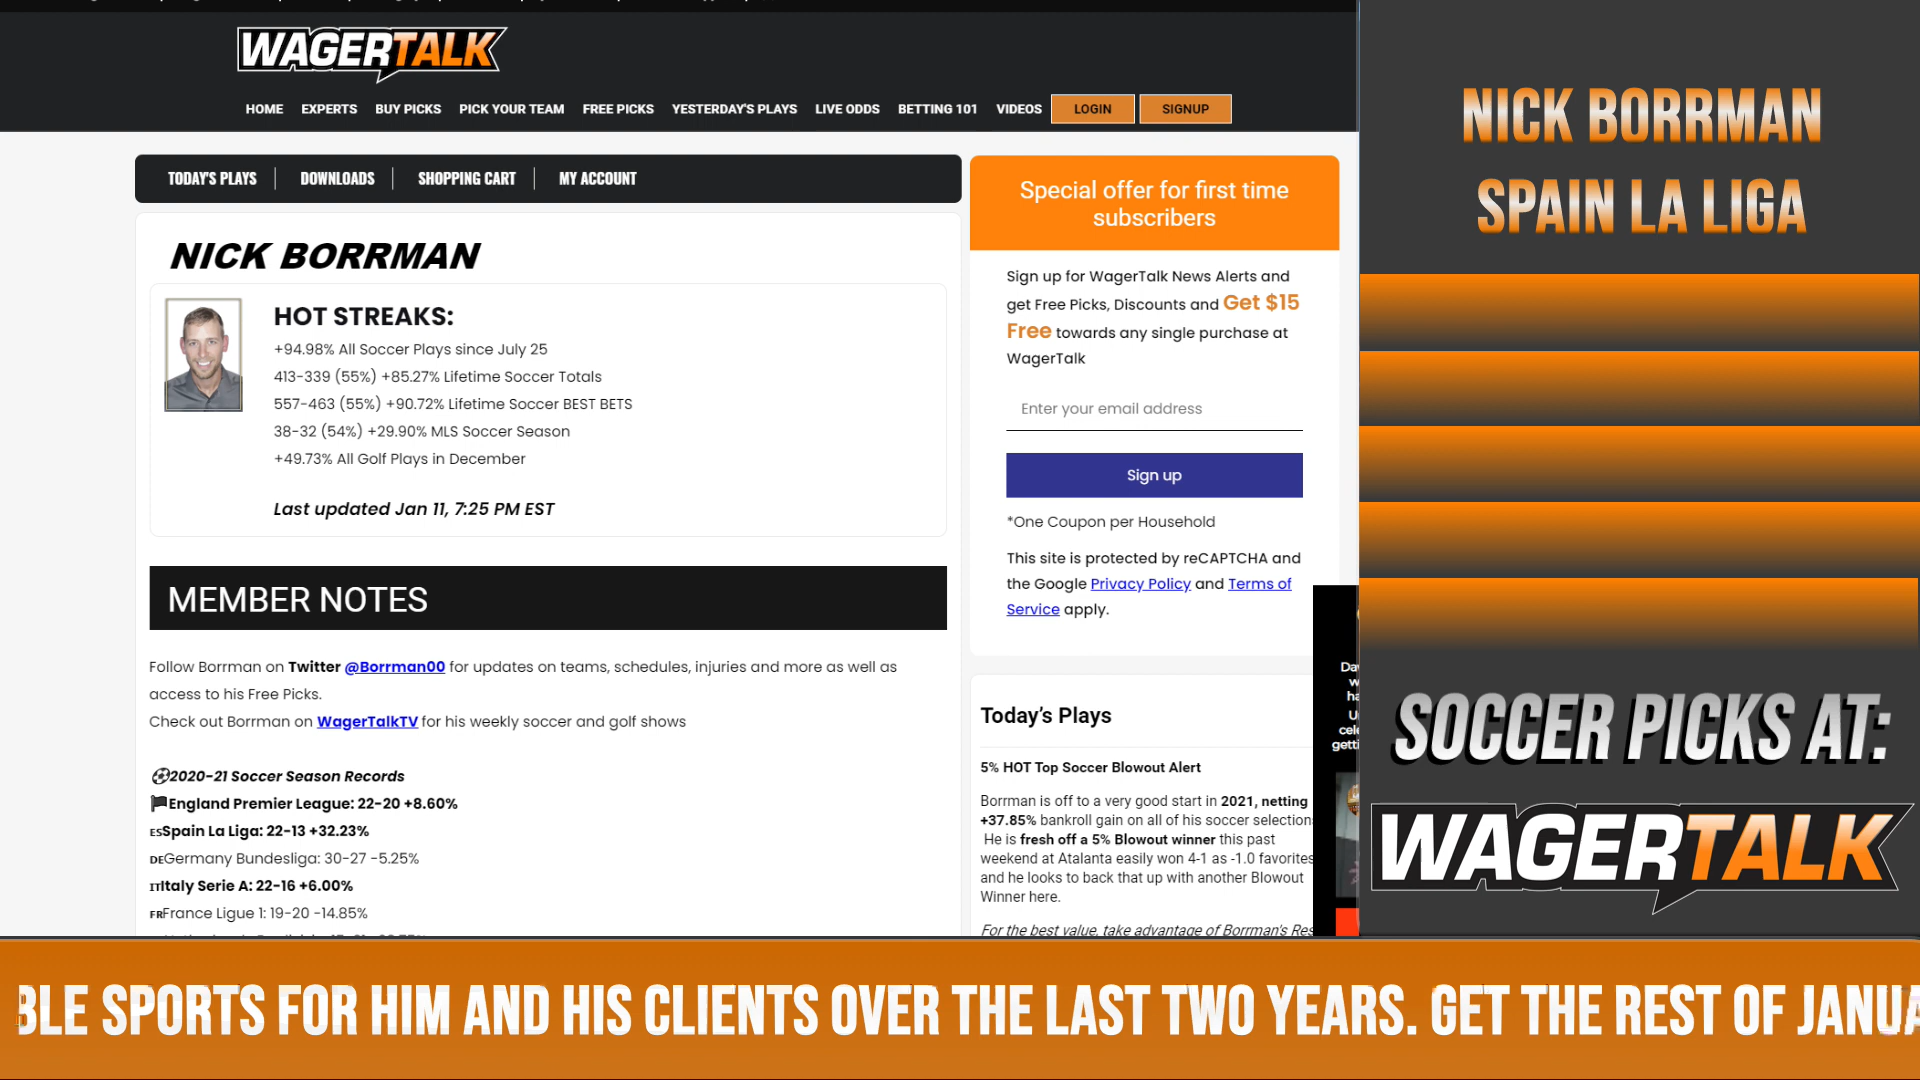 WAGERTALK
HOME EXPERTS BUY PICKS PICK YOUR TEAM FREE PICKS YESTERDAY'S PLAYS LIVE ODDS BETTING 101 VIDEOS LOGIN SIGNUP
TODAY'S PLAYS DOWNLOADS SHOPPING CART MY ACCOUNT
NICK BORRMAN
HOT STREAKS:
+94.98% All Soccer Plays since July 25
413-339 (55%) +85.27% Lifetime Soccer Totals
557-463 (55%) +90.72% Lifetime Soccer BEST BETS
38-32 (54%) +29.90% MLS Soccer Season
+49.73% All Golf Plays in December
Last updated Jan 11, 7:25 PM EST
MEMBER NOTES
Follow Borrman on Twitter @Borrman00 for updates on teams, schedules, injuries and more as well as
access to his Free Picks.
Check out Borrman on WagerTalkTV for his weekly soccer and golf shows
2020-21 Soccer Season Records
England Premier League: 22-20 +8.60%
ESSpain La Liga: 22-13 +32.23%
DEGermany Bundesliga: 30-27 -5.25%
ITItaly Serie A: 22-16 +6.00%
FRFrance Ligue 1: 19-20 -14.85%
Special offer for first time
subscribers
Sign up for WagerTalk News Alerts and
get Free Picks, Discounts and Get $15
Free towards any single purchase at
WagerTalk
Enter your email address
Sign up
*One Coupon per Household
This site is protected by reCAPTCHA and
the Google Privacy Policy and Terms of
Service apply.
Today's Plays
5% HOT Top Soccer Blowout Alert
Borrman is off to a very good start in 2021, netting
+37.85% bankroll gain on all of his soccer selection
He is fresh off a 5% Blowout winner this past
weekend at Atalanta easily won 4-1 as -1.0 favorites
and he looks to back that up with another Blowout
Winner here.
For the best value, take advantage of Borrman's Res
Da
w
ha
U
cele
getti
NICK BORRMAN
SPAIN LA LIGA
SOCCER PICKS AT:
WAGERTALK
BLE SPORTS FOR HIM AND HIS CLIENTS OVER THE LAST TWO YEARS. GET THE REST OF JANUA